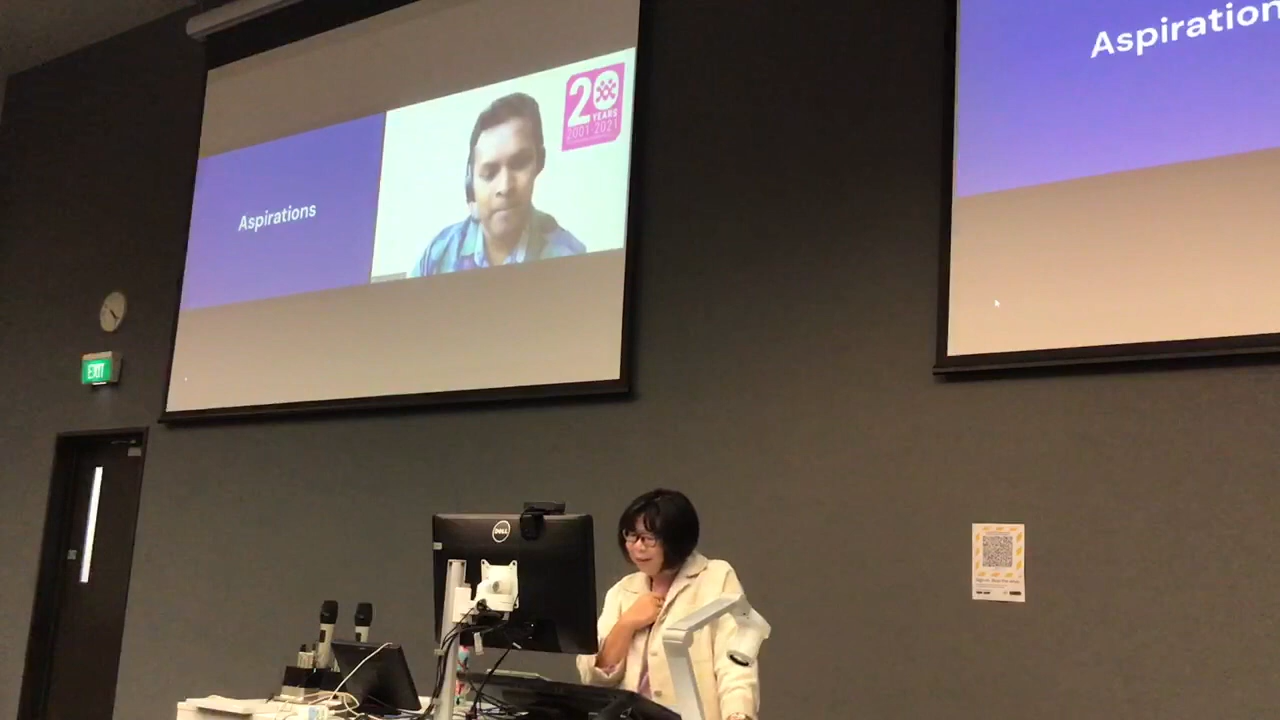 Aspirations
20
YEARS
2001-2021
Aspiration
EXIT
DELL